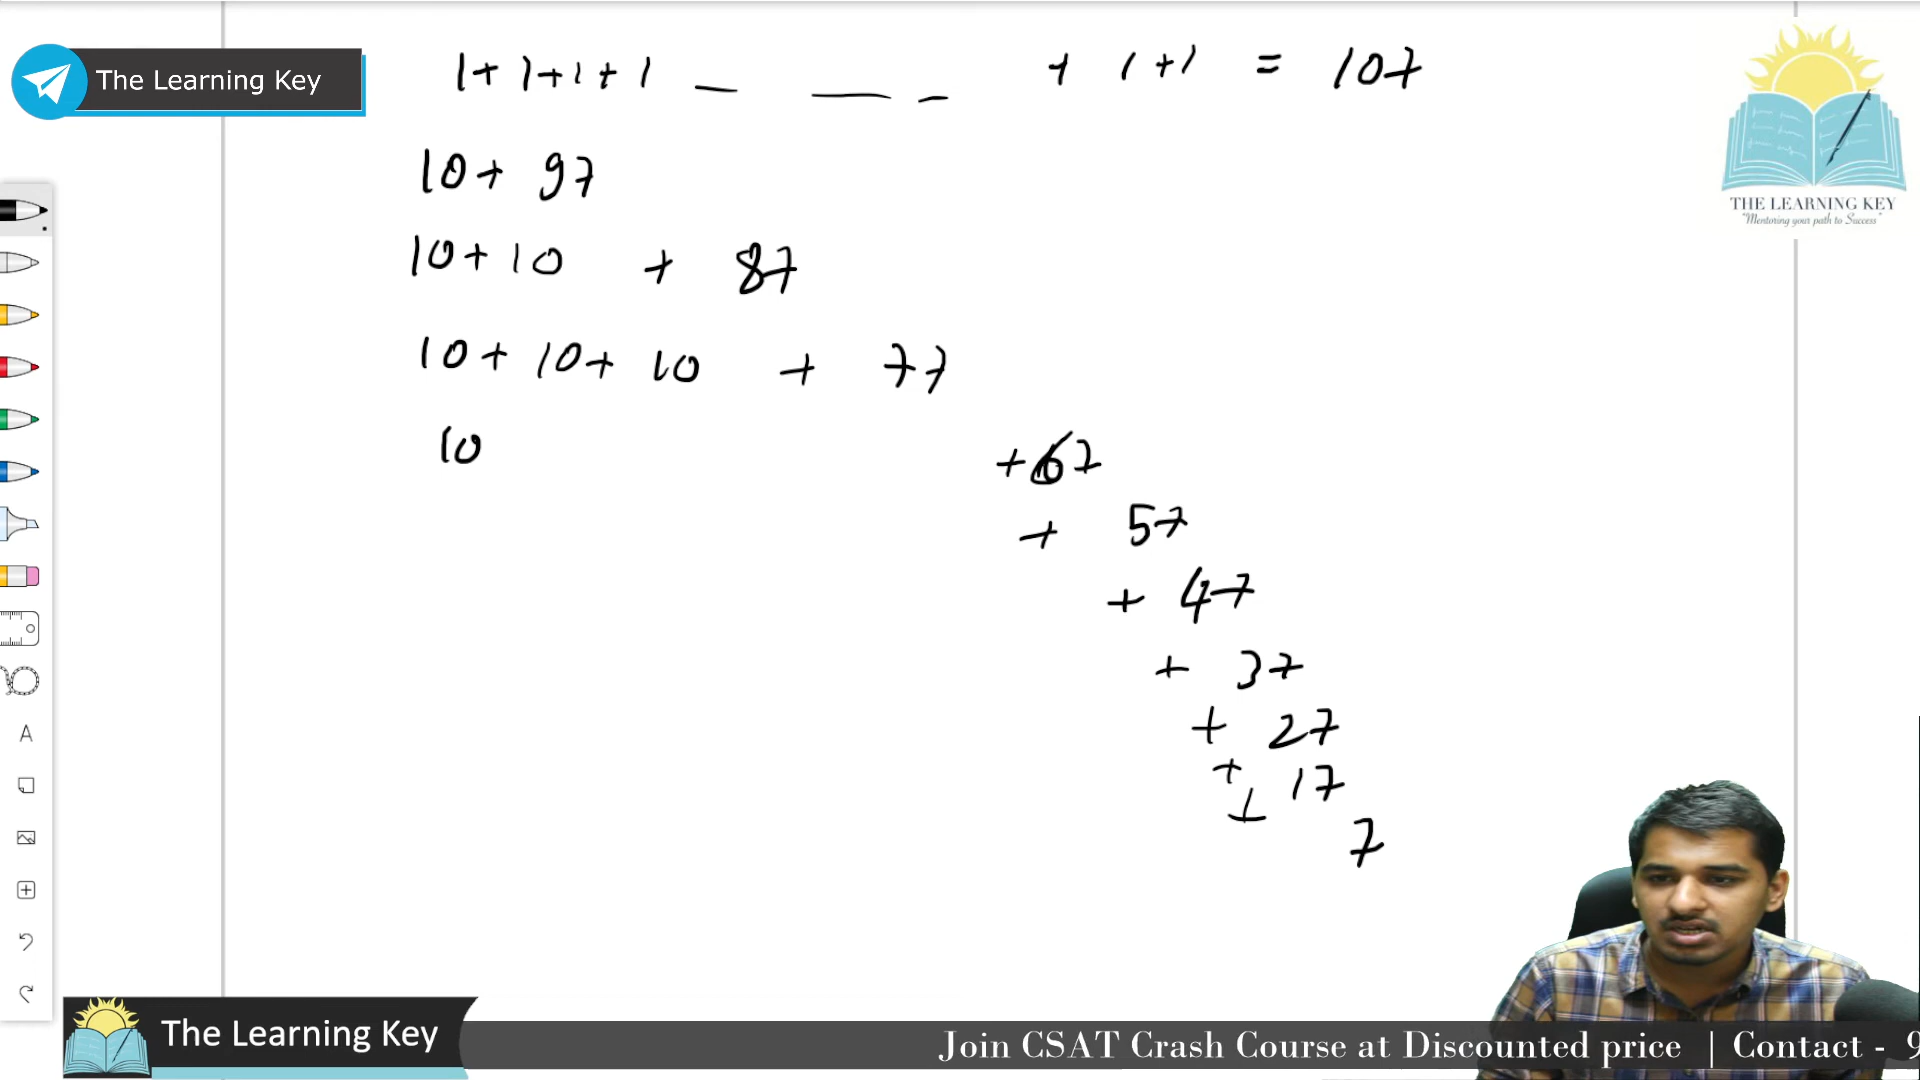 The Learning Key
1+1+1+1 _ __ _ + 1+1 = 107
THE LEARNING KEY
"Mentoring your path to Success"
10+ 97
10+10 + 87
10+10+10 + 77
10 +67
+ 57
+ 47
+ 37
+ 27
+ 17
+ 7
A
The Learning Key
Join CSAT Crash Course at Discounted price | Contact - 9